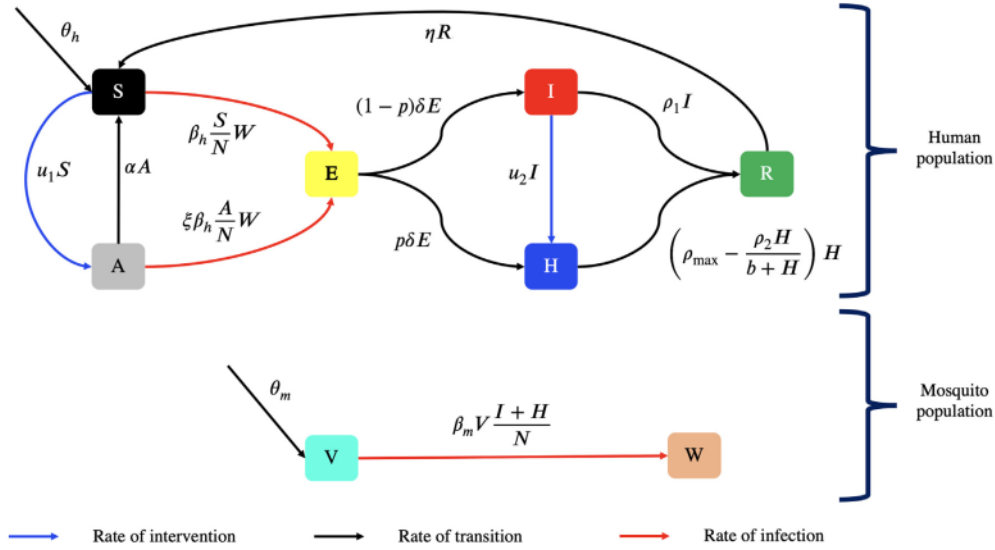 θ_h
ηR
S
β_h S/N W
(1 − p)δE
I
ρ_1 I
Human
population
u_1 S
αA
E
u_2 I
R
ξβ_h A/N W
pδE
A
H
(ρ_max − ρ_2 H/(b + H)) H
θ_m
β_m V (I + H)/N
Mosquito
population
V
W
Rate of intervention
Rate of transition
Rate of infection